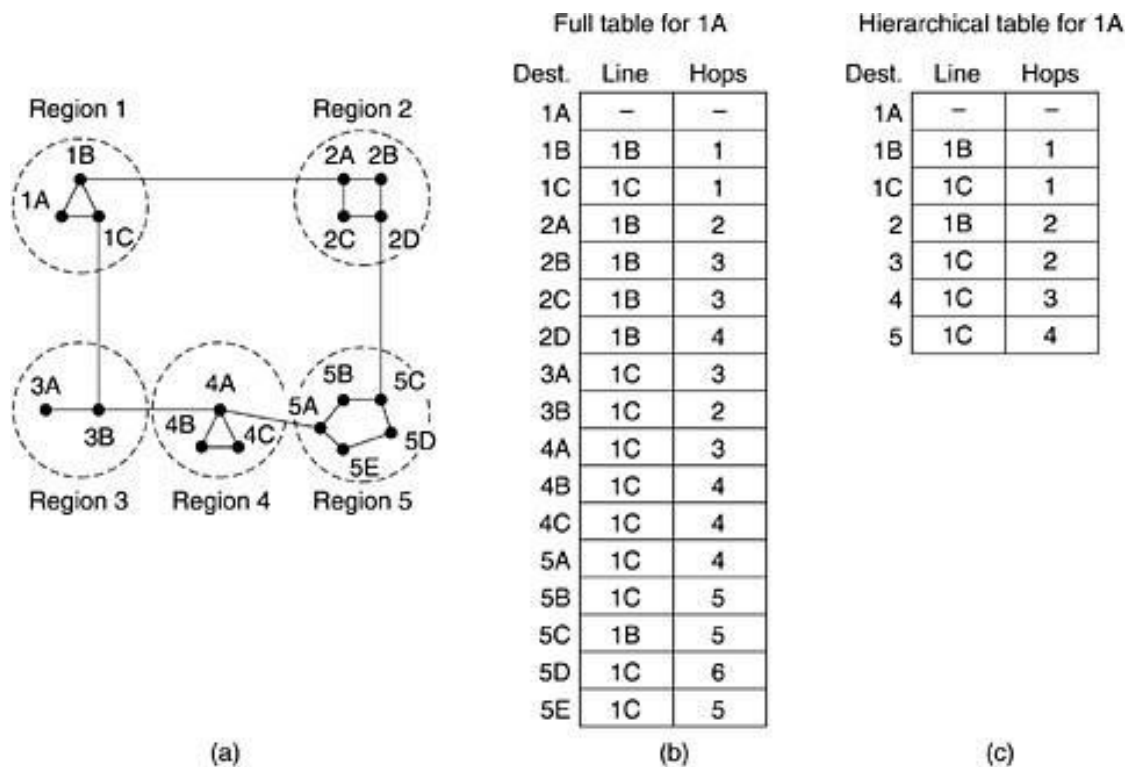 Full table for 1A
Hierarchical table for 1A
Region 1
Region 2
1B
1A
1C
2A 2B
2C 2D
3A
3B
4A
4B
4C
5B
5C
5A
5D
5E
Region 3
Region 4
Region 5
(a)
Dest. Line Hops
1A – –
1B 1B 1
1C 1C 1
2A 1B 2
2B 1B 3
2C 1B 3
2D 1B 4
3A 1C 3
3B 1C 2
4A 1C 3
4B 1C 4
4C 1C 4
5A 1C 4
5B 1C 5
5C 1B 5
5D 1C 6
5E 1C 5
(b)
Dest. Line Hops
1A – –
1B 1B 1
1C 1C 1
2 1B 2
3 1C 2
4 1C 3
5 1C 4
(c)